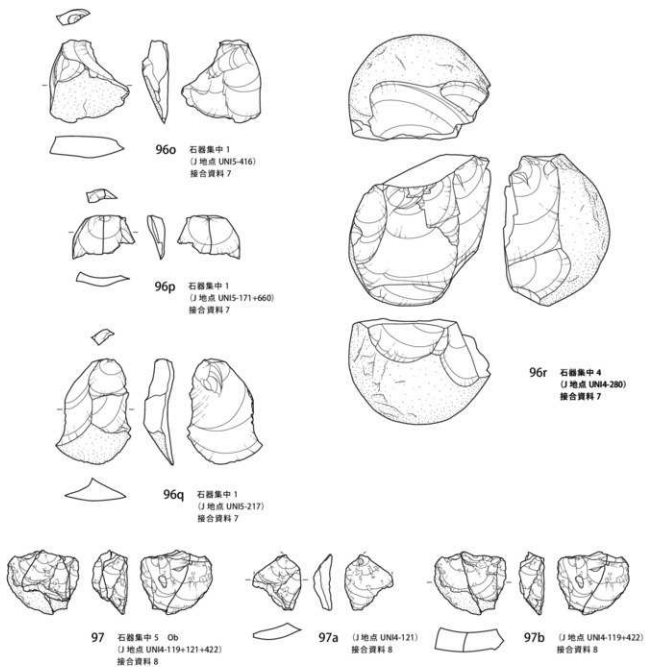 96o 石器集中 1
(J 地点 UNI5-416)
接合資料 7
96p 石器集中 1
(J 地点 UNI5-171+660)
接合資料 7
96q 石器集中 1
(J 地点 UNI5-217)
接合資料 7
96r 石器集中 4
(J 地点 UNI4-280)
接合資料 7
97 石器集中 5 Ob
(J 地点 UNI4-119+121+422)
接合資料 8
97a (J 地点 UNI4-121)
接合資料 8
97b (J 地点 UNI4-119+422)
接合資料 8